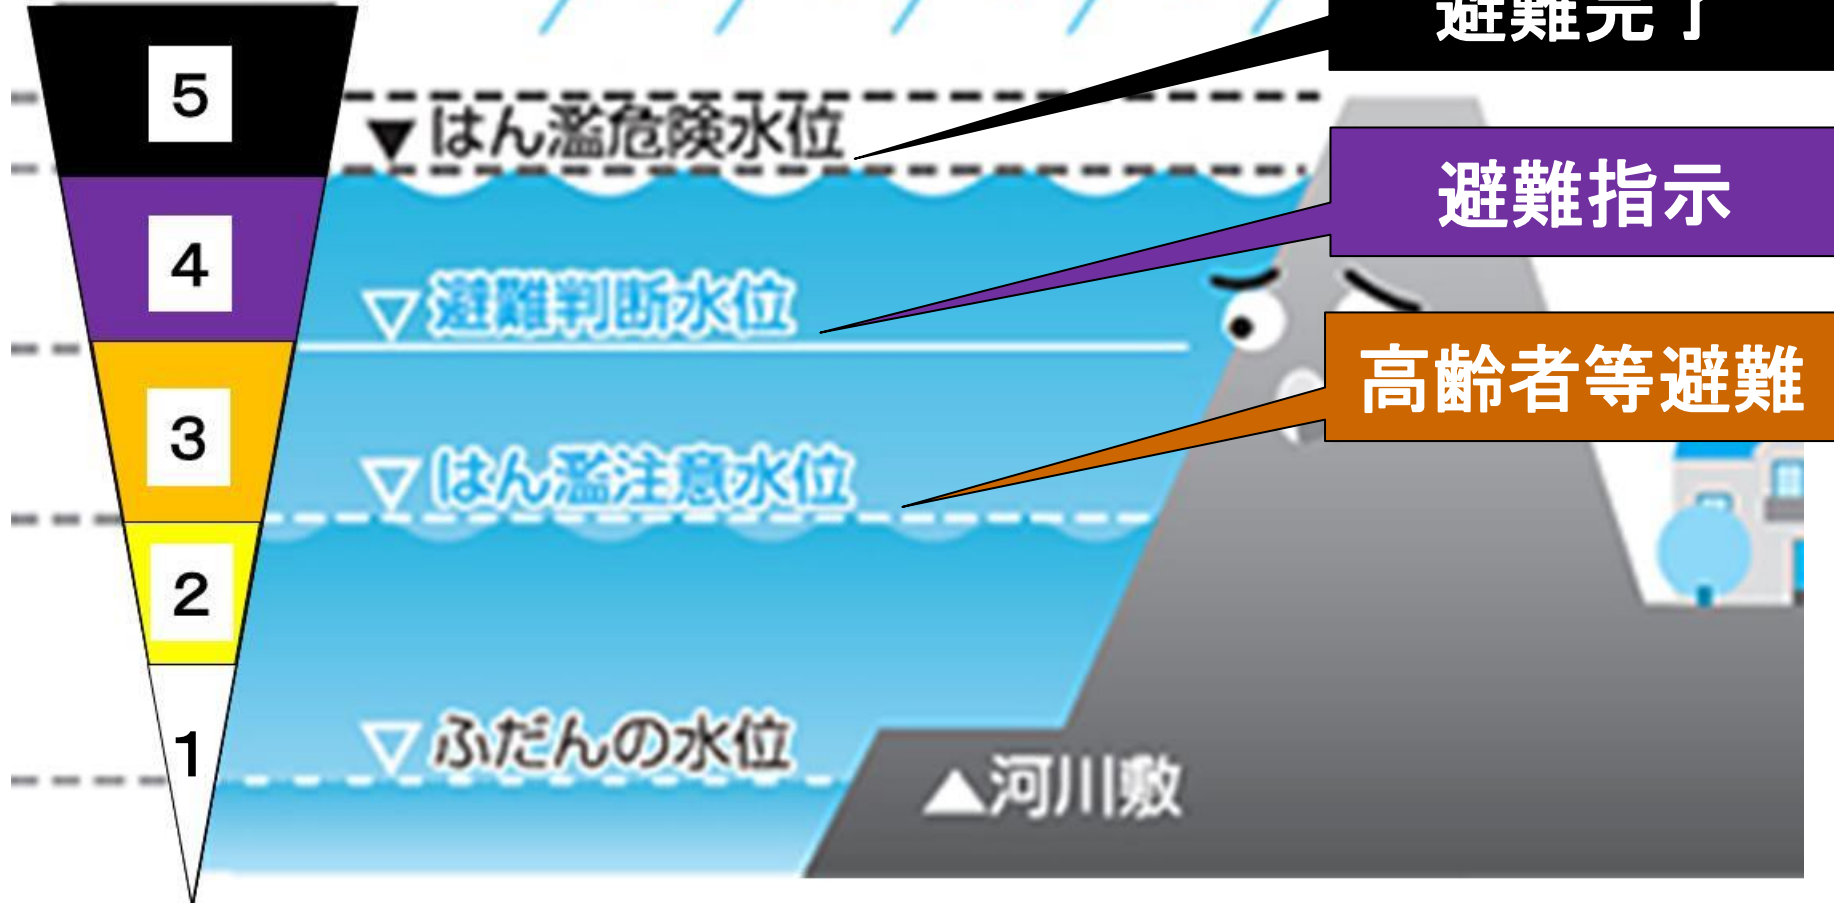 避難完了
5
▼はん濫危険水位
避難指示
4
▽避難判断水位
高齢者等避難
3
▽はん濫注意水位
2
1
▽ふだんの水位
▲河川敷